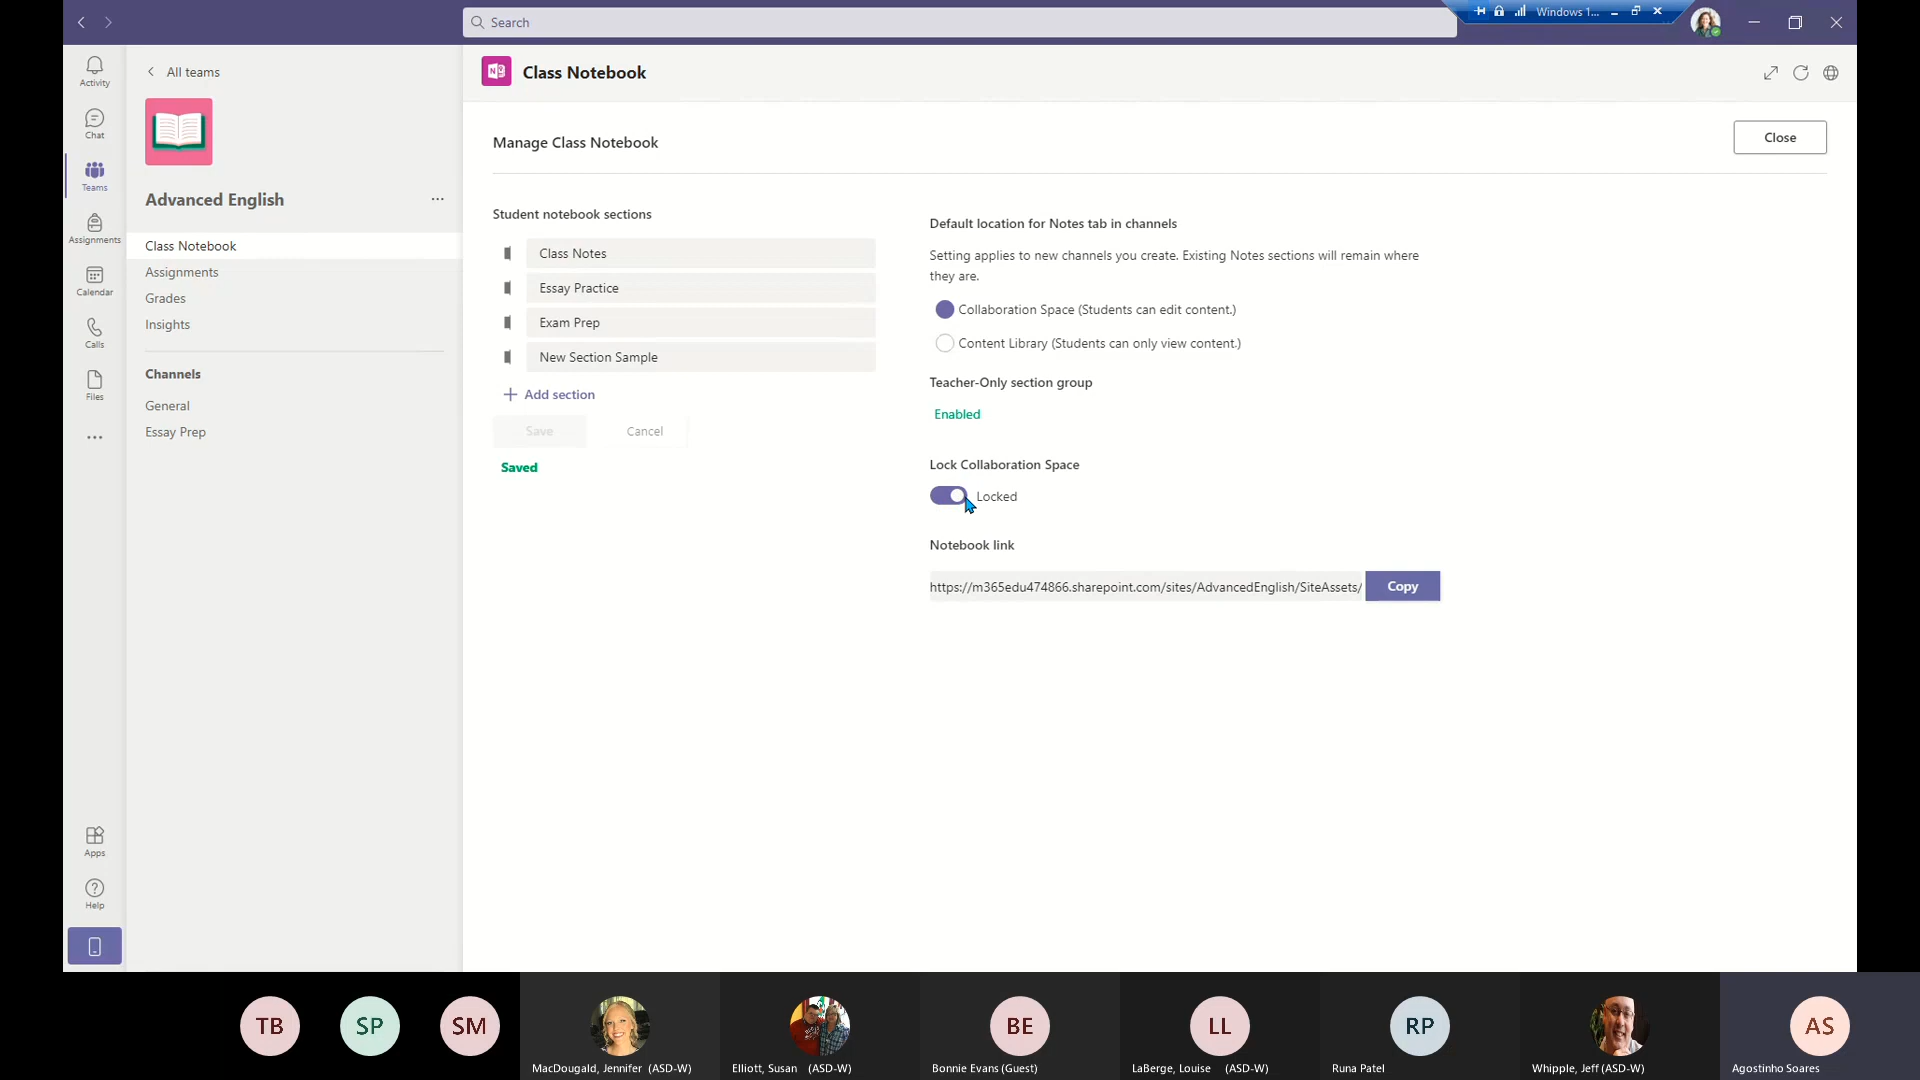 Search
Windows 1...
Activity
Chat
Teams
Assignments
Calendar
Calls
Files
Apps
Help
All teams
Advanced English
Class Notebook
Assignments
Grades
Insights
Channels
General
Essay Prep
Class Notebook
Manage Class Notebook
Close
Student notebook sections
Class Notes
Essay Practice
Exam Prep
New Section Sample
Add section
Save
Cancel
Saved
Default location for Notes tab in channels
Setting applies to new channels you create. Existing Notes sections will remain where
they are.
Collaboration Space (Students can edit content.)
Content Library (Students can only view content.)
Teacher-Only section group
Enabled
Lock Collaboration Space
Locked
Notebook link
https://m365edu474866.sharepoint.com/sites/AdvancedEnglish/SiteAssets/
Copy
TB
SP
SM
MacDougald, Jennifer (ASD-W)
Elliott, Susan (ASD-W)
BE
Bonnie Evans (Guest)
LL
LaBerge, Louise (ASD-W)
RP
Runa Patel
Whipple, Jeff (ASD-W)
AS
Agostinho Soares